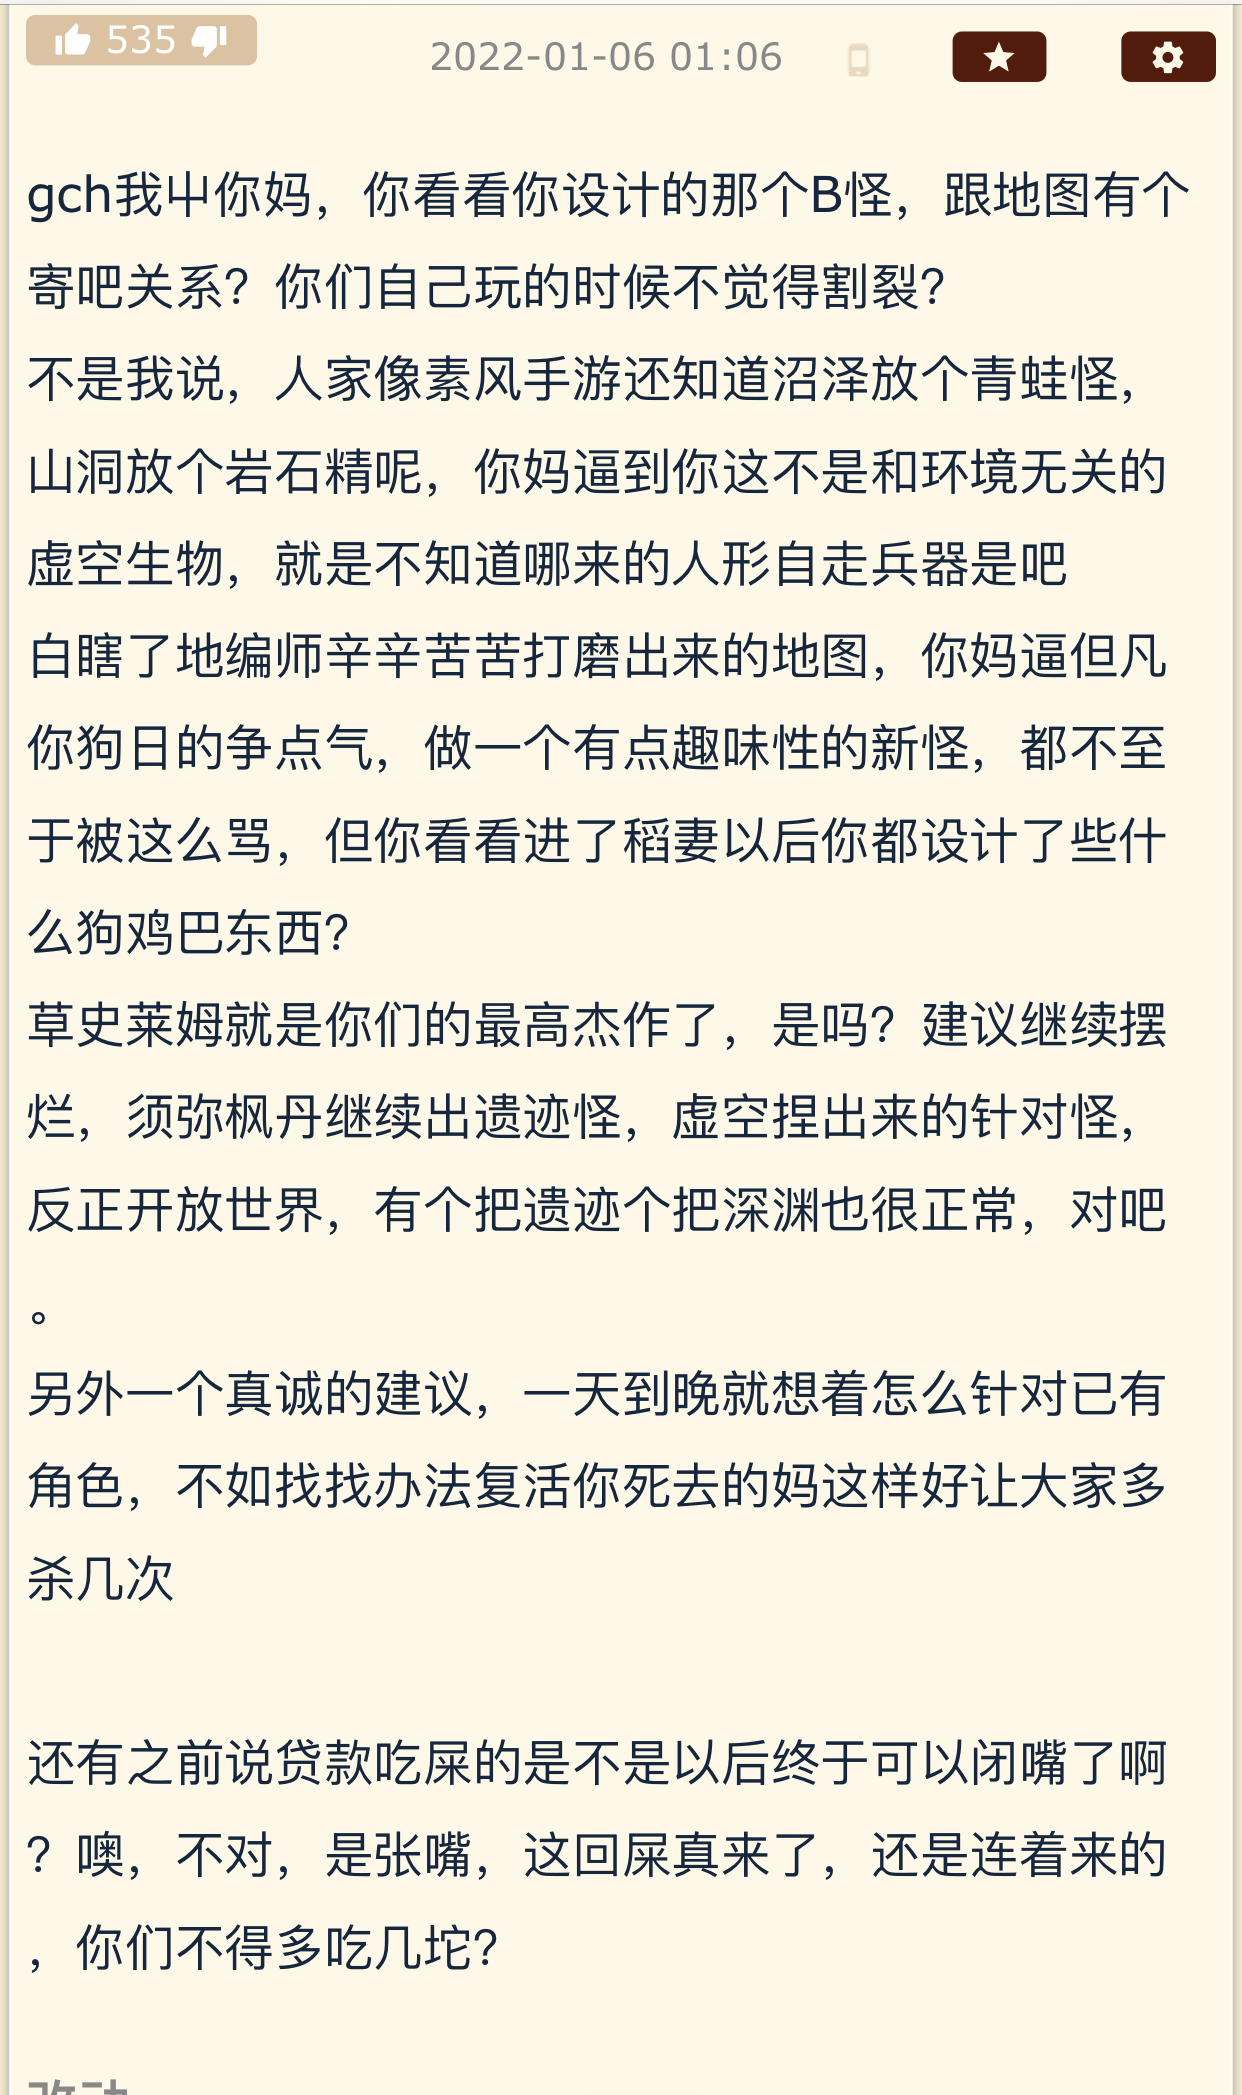 535
2022-01-06 01:06
gch我屮你妈，你看看你设计的那个B怪，跟地图有个
寄吧关系？你们自己玩的时候不觉得割裂？
不是我说，人家像素风手游还知道沼泽放个青蛙怪，
山洞放个岩石精呢，你妈逼到你这不是和环境无关的
虚空生物，就是不知道哪来的人形自走兵器是吧
白瞎了地编师辛辛苦苦打磨出来的地图，你妈逼但凡
你狗日的争点气，做一个有点趣味性的新怪，都不至
于被这么骂，但你看看进了稻妻以后你都设计了些什
么狗鸡巴东西？
草史莱姆就是你们的最高杰作了，是吗？建议继续摆
烂，须弥枫丹继续出遗迹怪，虚空捏出来的针对怪，
反正开放世界，有个把遗迹个把深渊也很正常，对吧
。
另外一个真诚的建议，一天到晚就想着怎么针对已有
角色，不如找找办法复活你死去的妈这样好让大家多
杀几次
还有之前说贷款吃屎的是不是以后终于可以闭嘴了啊
？噢，不对，是张嘴，这回屎真来了，还是连着来的
，你们不得多吃几坨？